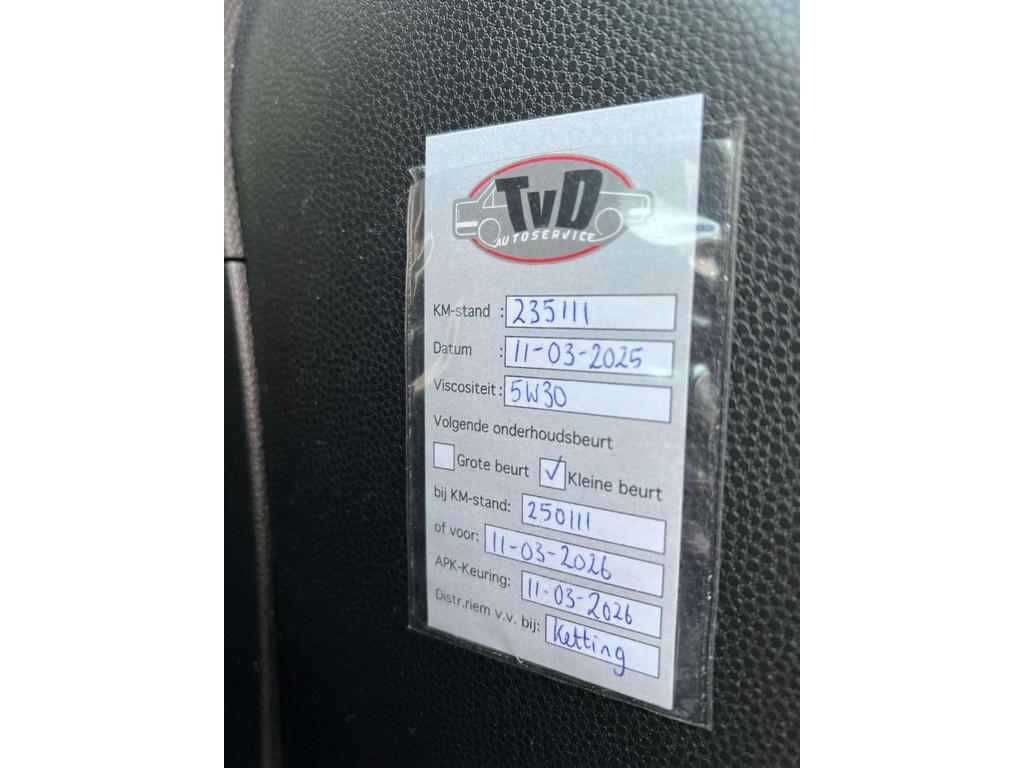 TvD
AUTOSERVICE
KM-stand : 235111
Datum : 11-03-2025
Viscositeit : 5W30
Volgende onderhoudsbeurt
Grote beurt ✓ Kleine beurt
bij KM-stand: 250111
of voor: 11-03-2026
APK-Keuring: 11-03-2026
Distr.riem v.v. bij: Ketting